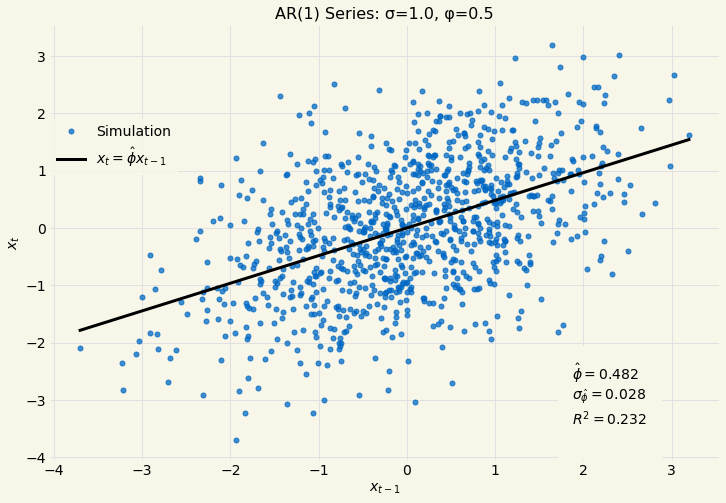 AR(1) Series: σ=1.0, φ=0.5
3
2
1
0
−1
−2
−3
−4
x_t
Simulation
x_t = ϕ̂x_{t−1}
ϕ̂ = 0.482
σ_ϕ̂ = 0.028
R² = 0.232
−4 −3 −2 −1 0 1 2 3
x_{t−1}